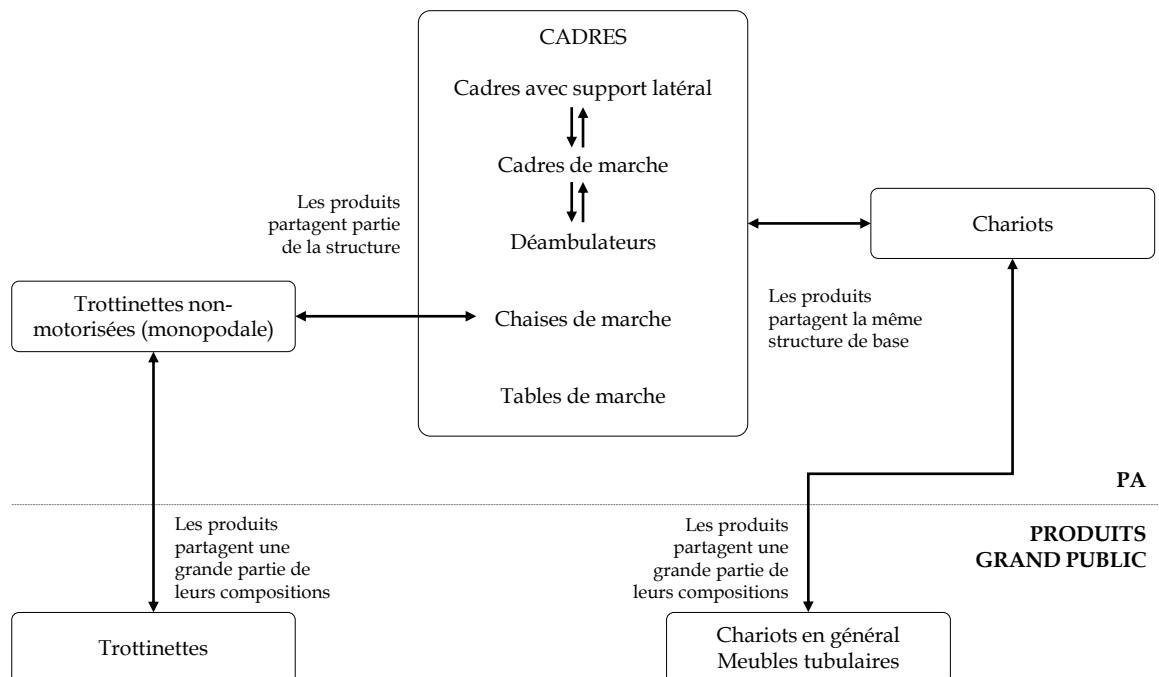 CADRES
Cadres avec support latéral
Cadres de marche
Déambulateurs
Chaises de marche
Tables de marche
Les produits
partagent partie
de la structure
Trottinettes non-
motorisées (monopodale)
Chariots
Les produits
partagent la même
structure de base
PA
PRODUITS
GRAND PUBLIC
Les produits
partagent une
grande partie de
leurs compositions
Les produits
partagent une
grande partie de
leurs compositions
Trottinettes
Chariots en général
Meubles tubulaires